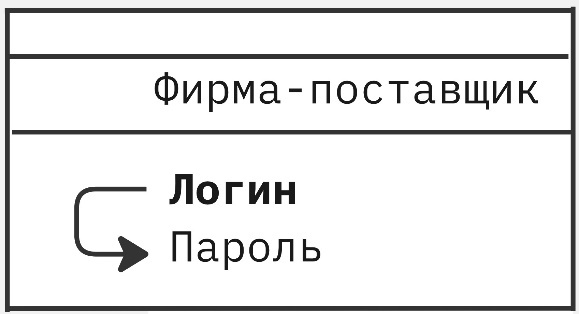 Фирма-поставщик
Логин
Пароль